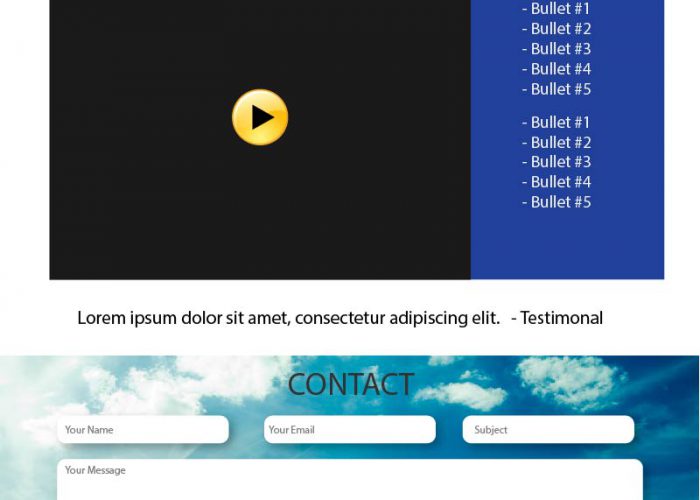 - Bullet #1
- Bullet #2
- Bullet #3
- Bullet #4
- Bullet #5
- Bullet #1
- Bullet #2
- Bullet #3
- Bullet #4
- Bullet #5
Lorem ipsum dolor sit amet, consectetur adipiscing elit. - Testimonal
CONTACT
Your Name
Your Email
Subject
Your Message